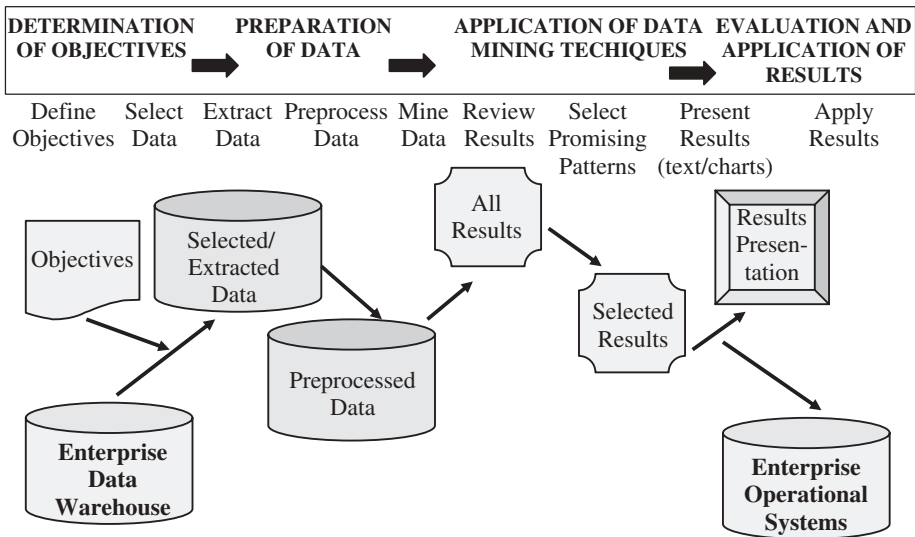 DETERMINATION
OF OBJECTIVES
PREPARATION
OF DATA
APPLICATION OF DATA
MINING TECHIQUES
EVALUATION AND
APPLICATION OF
RESULTS
Define
Objectives
Select
Data
Extract
Data
Preprocess
Data
Mine
Data
Review
Results
Select
Promising
Patterns
Present
Results
(text/charts)
Apply
Results
Objectives
Selected/
Extracted
Data
All
Results
Results
Presen-
tation
Preprocessed
Data
Selected
Results
Enterprise
Data
Warehouse
Enterprise
Operational
Systems